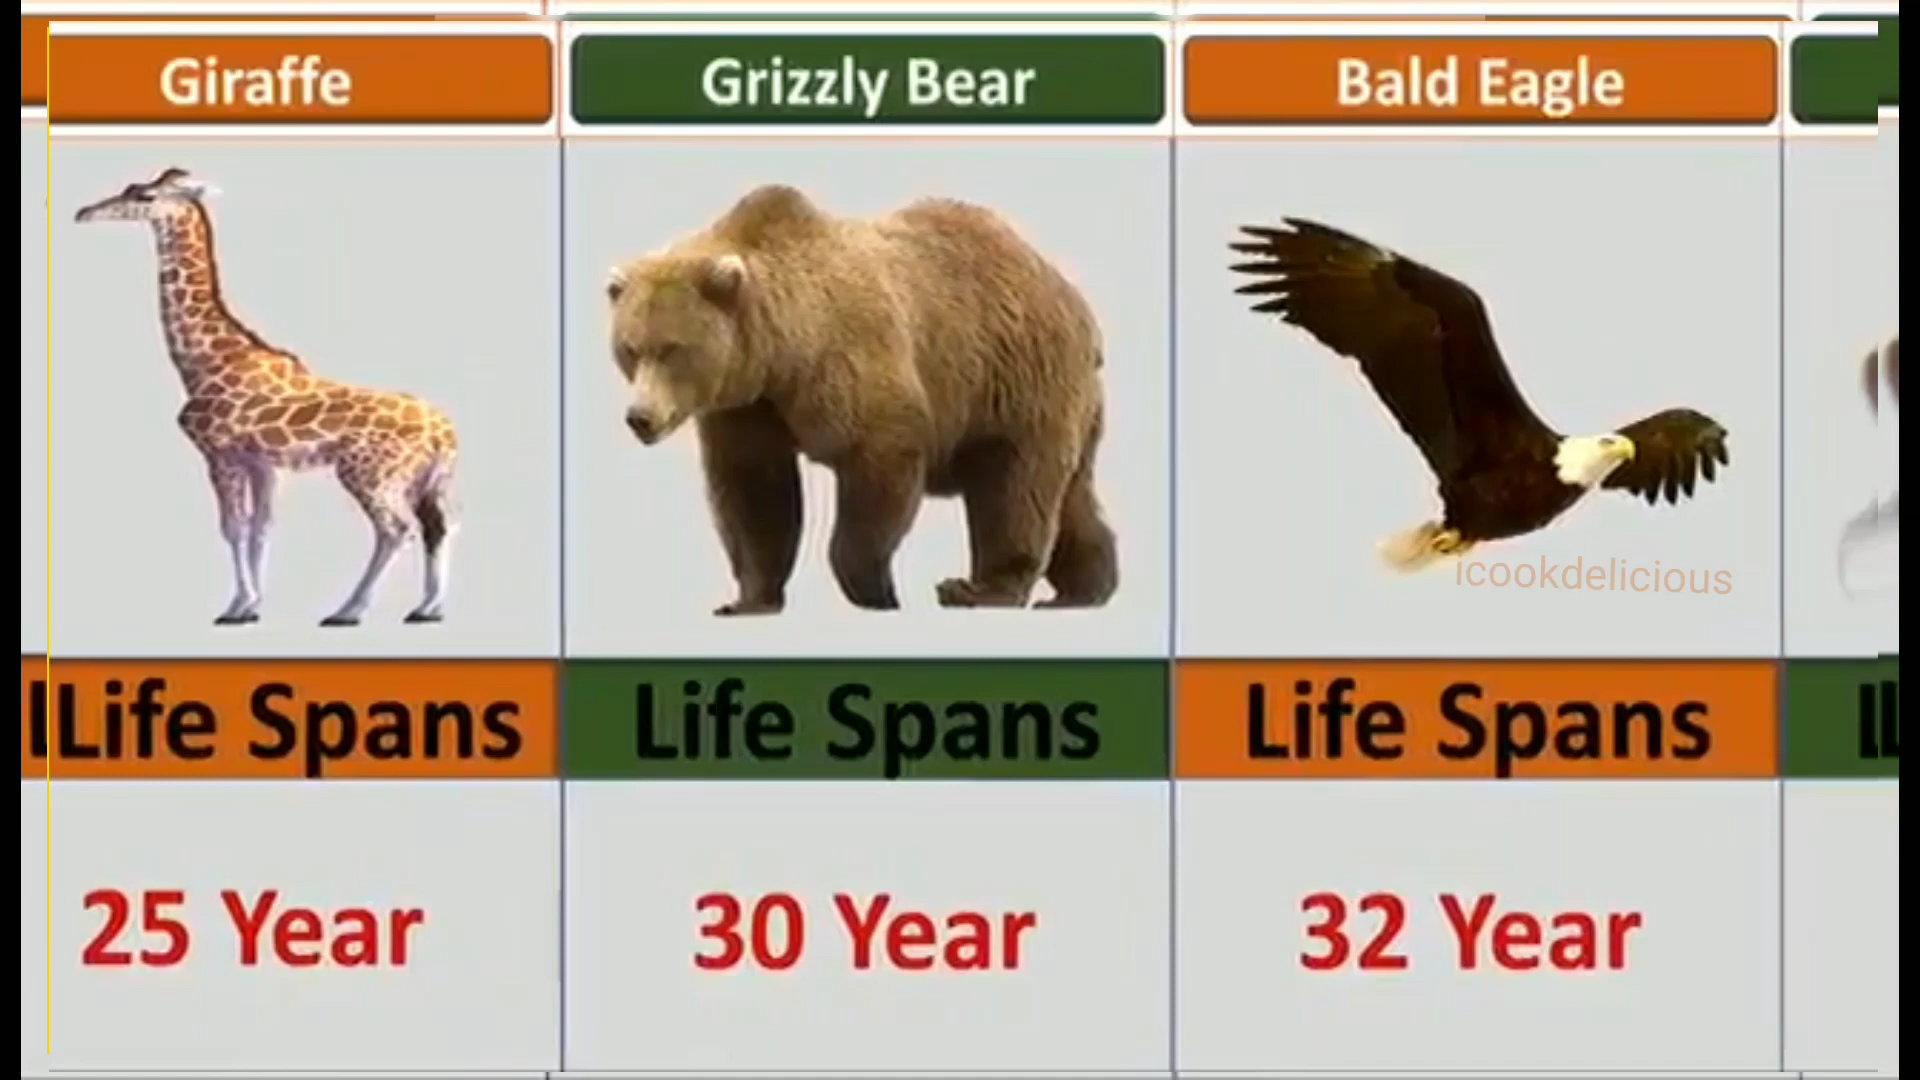 Giraffe
Grizzly Bear
Bald Eagle
icookdelicious
Life Spans
Life Spans
Life Spans
25 Year
30 Year
32 Year